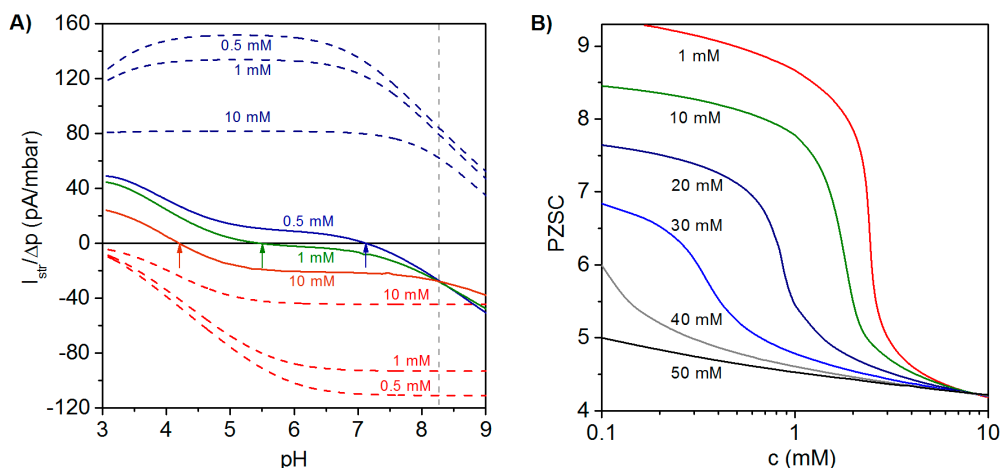 A)
160
120
80
40
0
-40
-80
-120
I_str/Δp (pA/mbar)
0.5 mM
1 mM
10 mM
0.5 mM
1 mM
10 mM
10 mM
1 mM
0.5 mM
3 4 5 6 7 8 9
pH
B)
9
8
7
6
5
4
PZSC
1 mM
10 mM
20 mM
30 mM
40 mM
50 mM
0.1 1 10
c (mM)